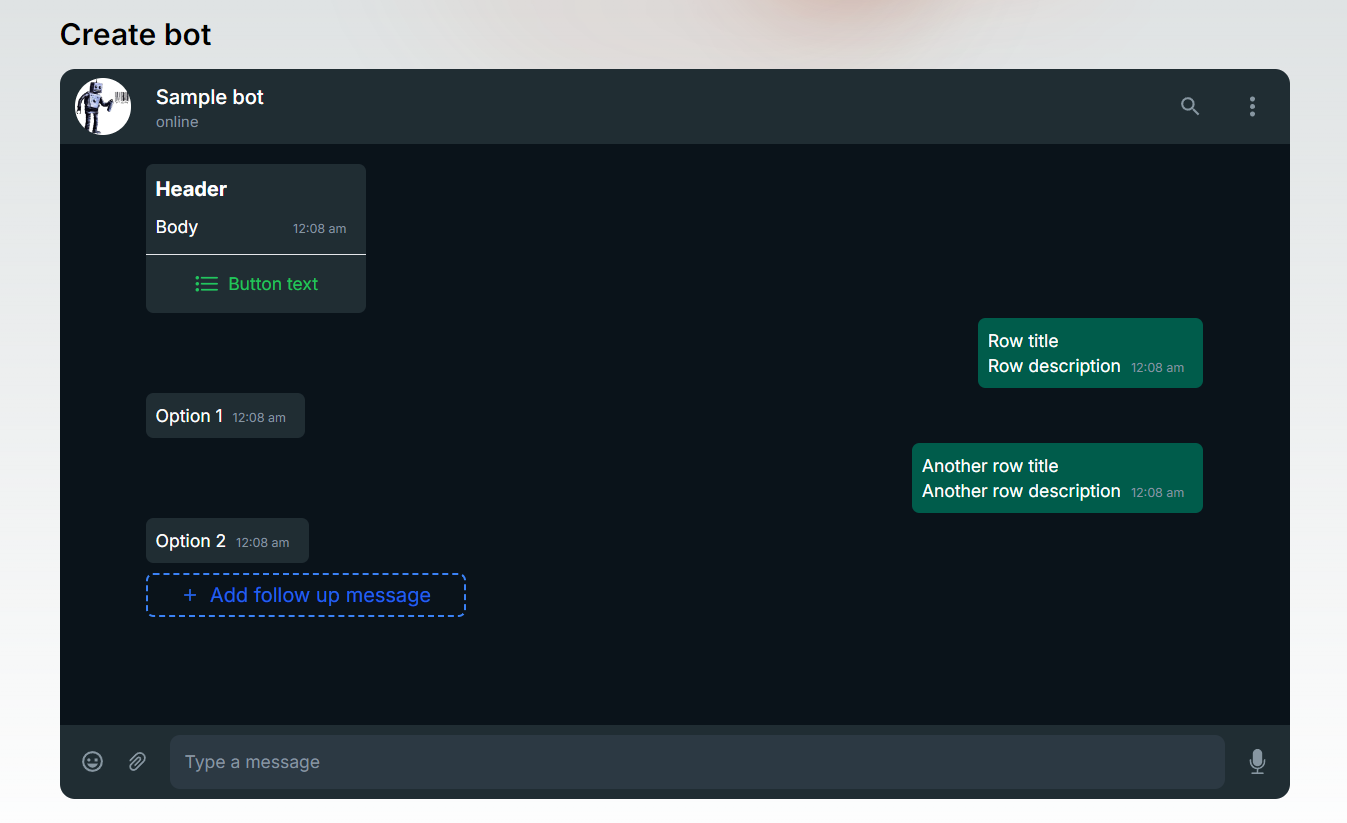 Create bot
Sample bot
online
Header
Body 12:08 am
Button text
Row title
Row description 12:08 am
Option 1 12:08 am
Another row title
Another row description 12:08 am
Option 2 12:08 am
+ Add follow up message
Type a message